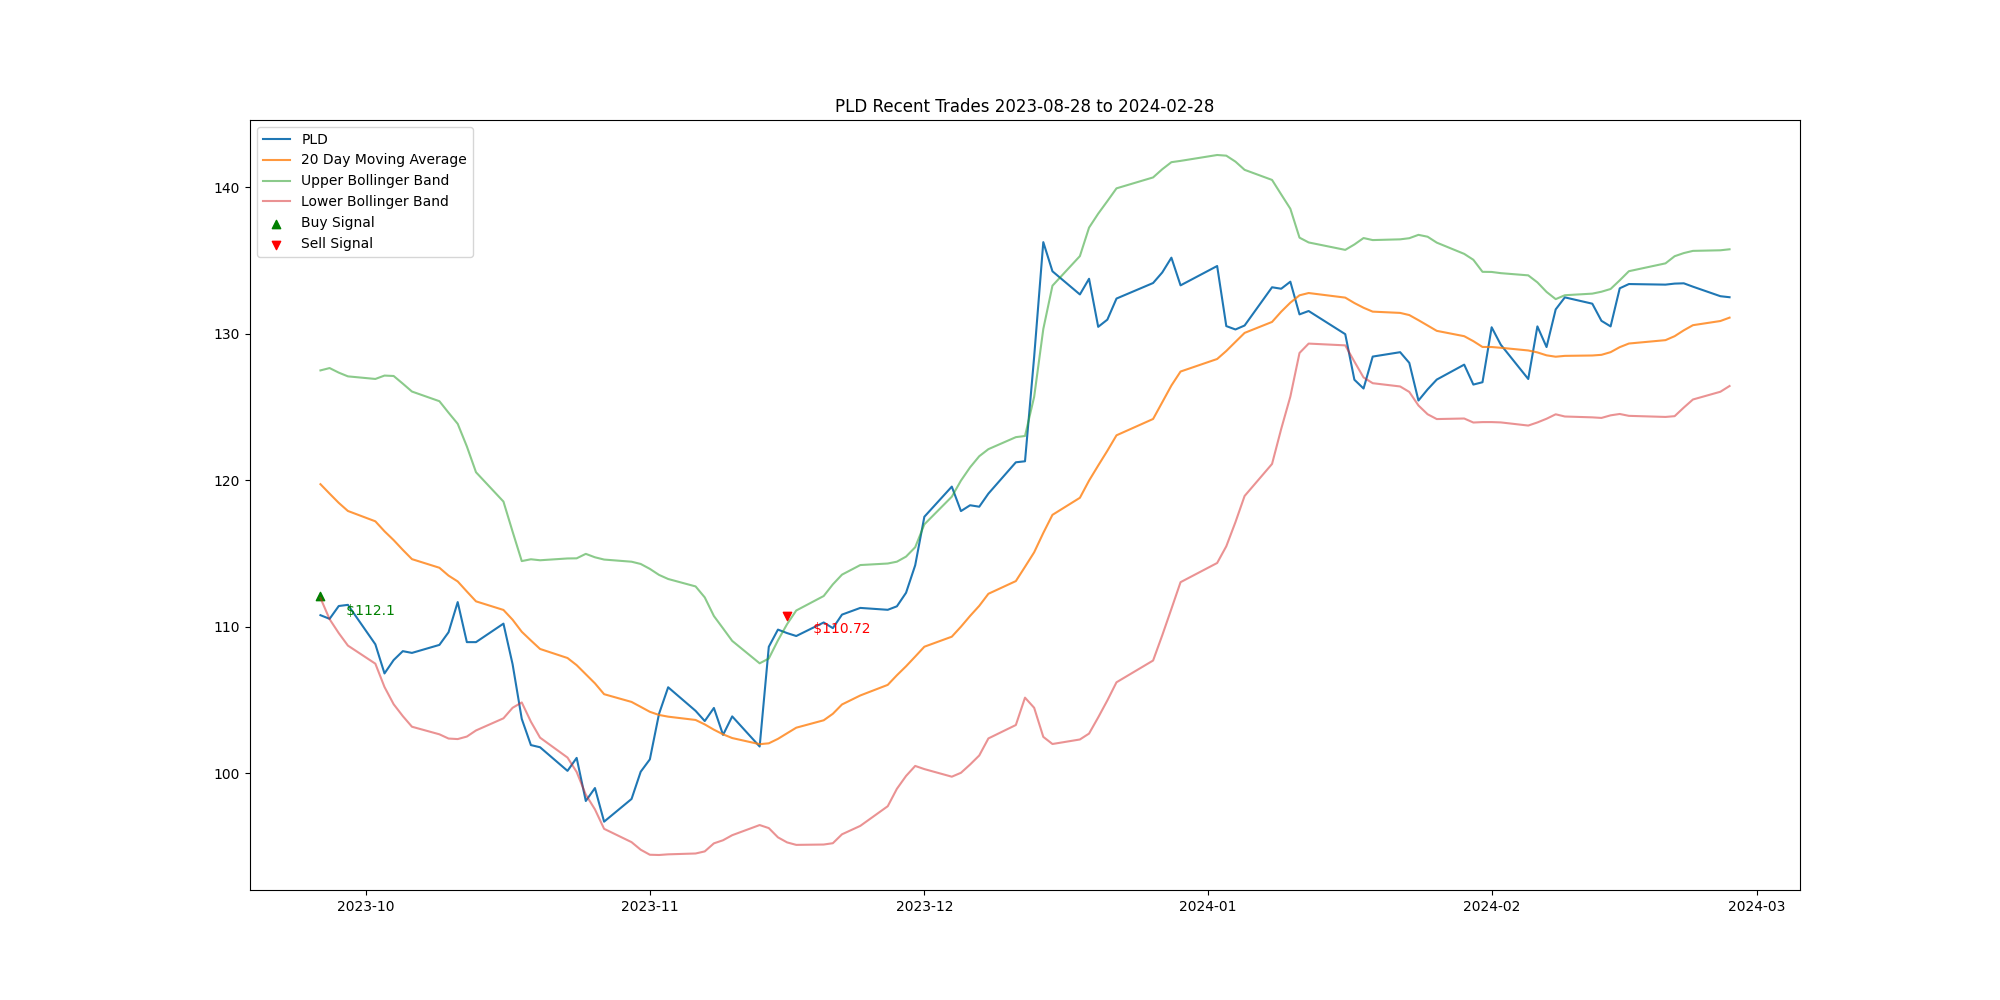 PLD Recent Trades 2023-08-28 to 2024-02-28
PLD
20 Day Moving Average
Upper Bollinger Band
Lower Bollinger Band
Buy Signal
Sell Signal
140
130
120
110
100
$112.1
$110.72
2023-10 2023-11 2023-12 2024-01 2024-02 2024-03